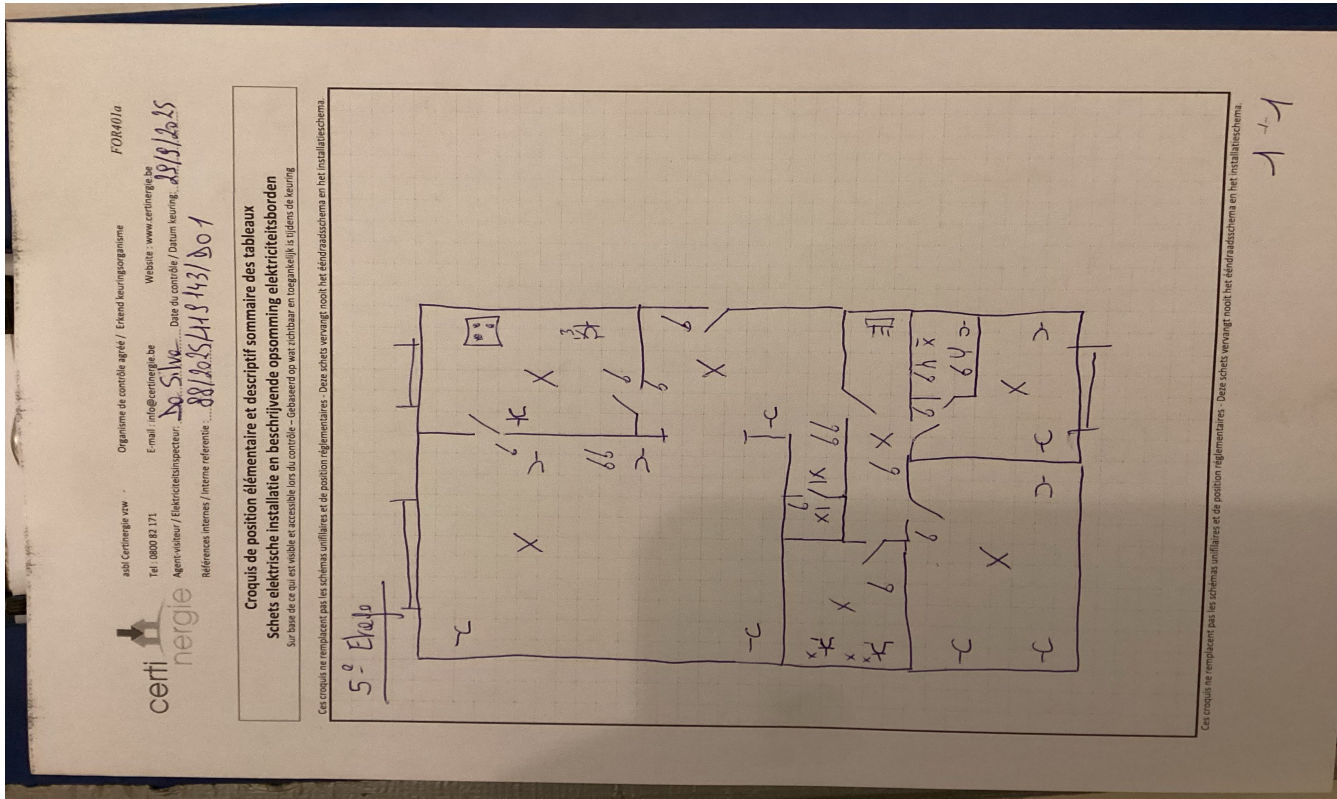 certinergie
asbl Certinergie vzw - Organisme de contrôle agréé / Erkend keuringsorganisme FOR401a
Tel : 0800 82 171 E-mail : info@certinergie.be Website : www.certinergie.be
Agent-visiteur / Elektriciteitsinspecteur: Da Silva Date du contrôle / Datum keuring: 29/9/2025
Références internes / Interne referentie : 88/2025/119143/D01
Croquis de position élémentaire et descriptif sommaire des tableaux
Schets elektrische installatie en beschrijvende opsomming elektriciteitsborden
Sur base de ce qui est visible et accessible lors du contrôle – Gebaseerd op wat zichtbaar en toegankelijk is tijdens de keuring
Ces croquis ne remplacent pas les schémas unifilaires et de position réglementaires - Deze schets vervangt nooit het ééndraadsschema en het installatieschema.
5e Etage
Ces croquis ne remplacent pas les schémas unifilaires et de position réglementaires - Deze schets vervangt nooit het ééndraadsschema en het installatieschema.
1 -/- 1